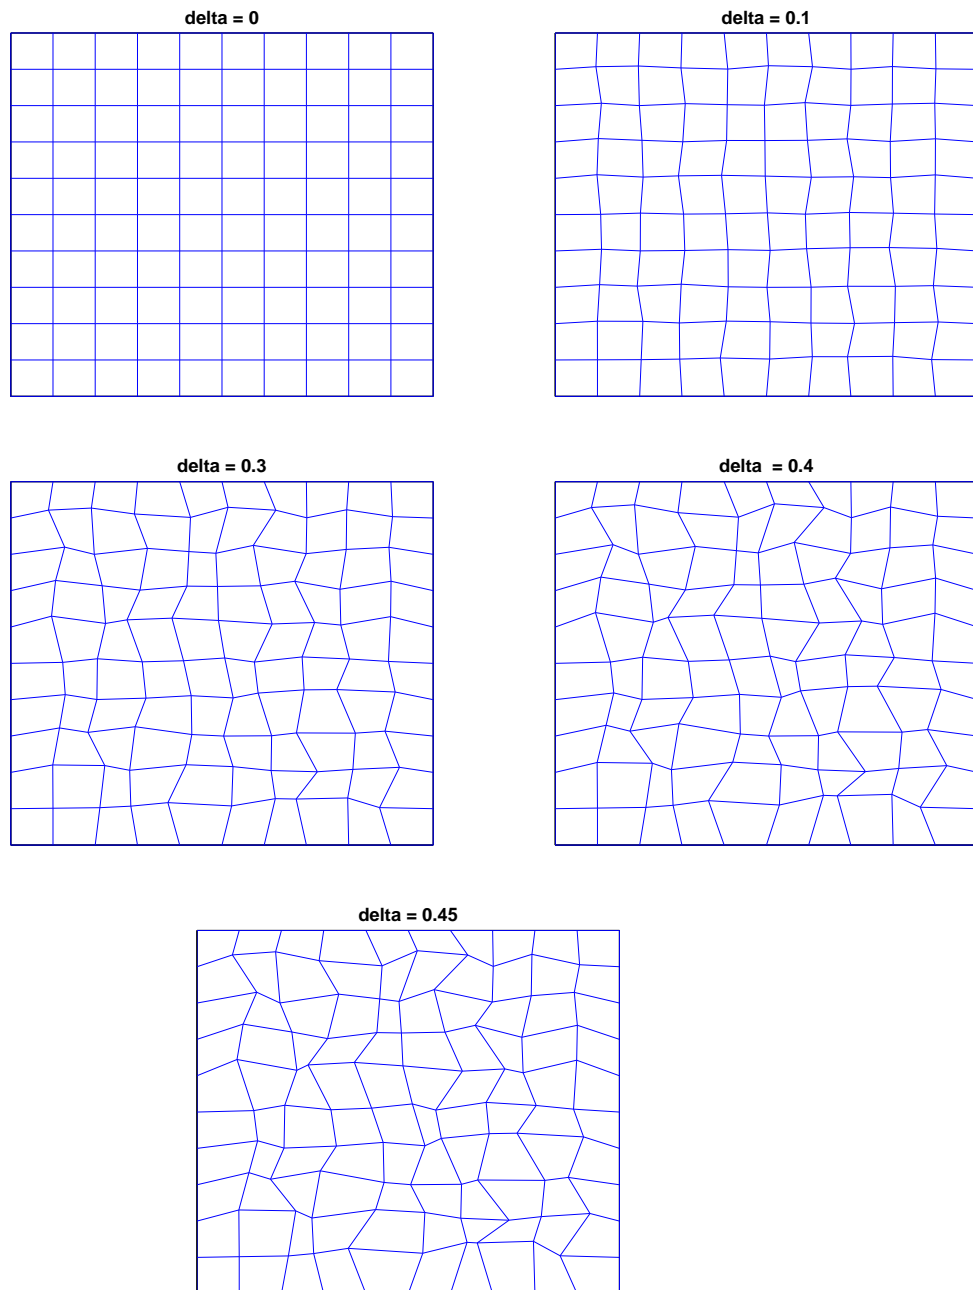 delta = 0
delta = 0.1
delta = 0.3
delta  = 0.4
delta = 0.45